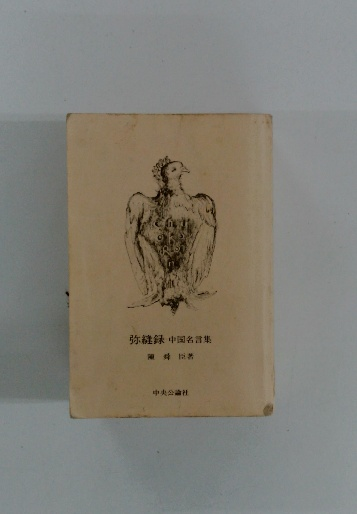 弥縫録 中国名言集
陳 舜 臣著
中央公論社